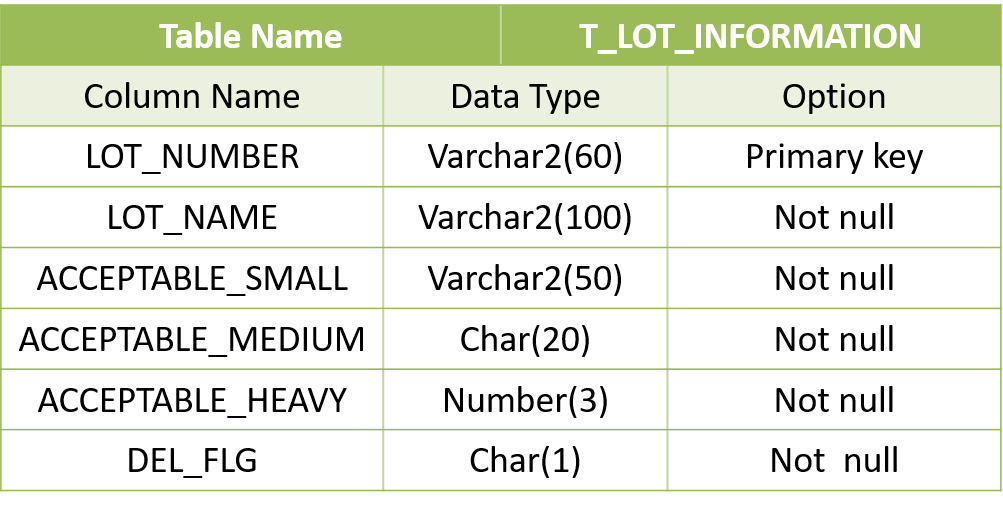 Table Name T_LOT_INFORMATION
Column Name Data Type Option
LOT_NUMBER Varchar2(60) Primary key
LOT_NAME Varchar2(100) Not null
ACCEPTABLE_SMALL Varchar2(50) Not null
ACCEPTABLE_MEDIUM Char(20) Not null
ACCEPTABLE_HEAVY Number(3) Not null
DEL_FLG Char(1) Not  null